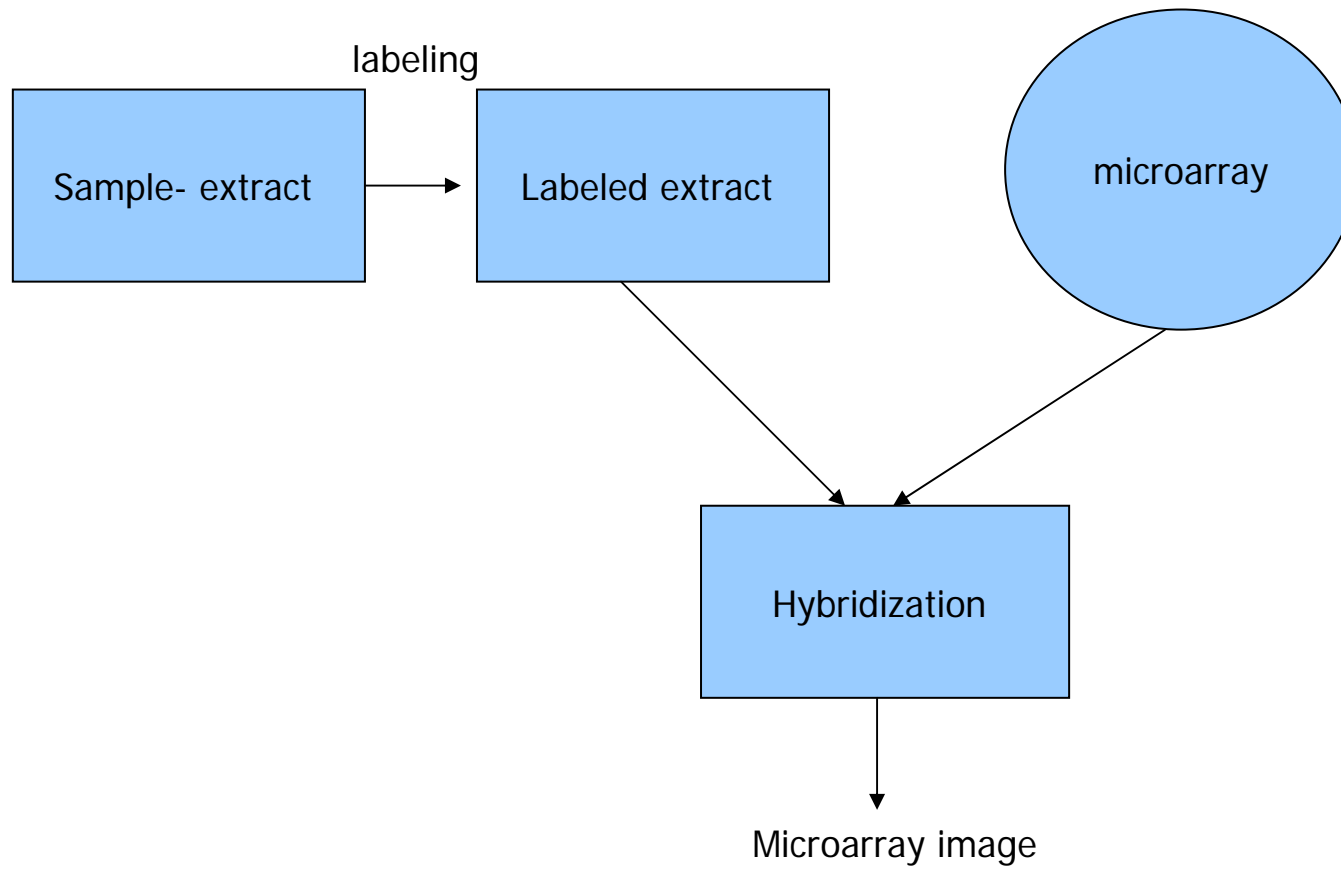 labeling
Sample- extract
Labeled extract
microarray
Hybridization
Microarray image